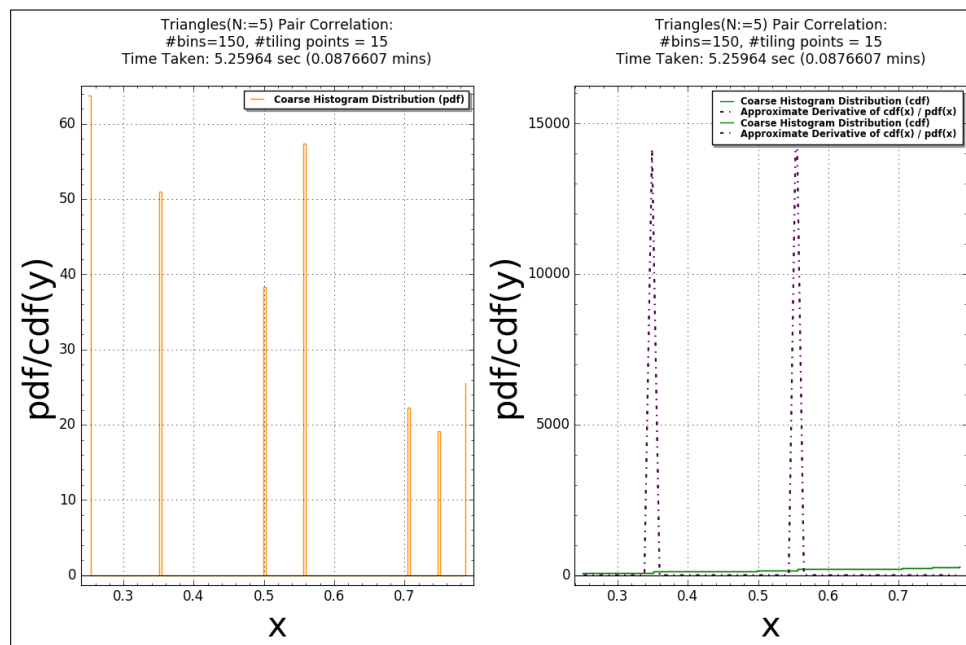 Triangles(N:=5) Pair Correlation:
#bins=150, #tiling points = 15
Time Taken: 5.25964 sec (0.0876607 mins)
Coarse Histogram Distribution (pdf)
60
50
40
30
20
10
0
pdf/cdf(y)
0.3 0.4 0.5 0.6 0.7
x
Triangles(N:=5) Pair Correlation:
#bins=150, #tiling points = 15
Time Taken: 5.25964 sec (0.0876607 mins)
Coarse Histogram Distribution (cdf)
Approximate Derivative of cdf(x) / pdf(x)
Coarse Histogram Distribution (cdf)
Approximate Derivative of cdf(x) / pdf(x)
15000
10000
5000
0
pdf/cdf(y)
0.3 0.4 0.5 0.6 0.7
x